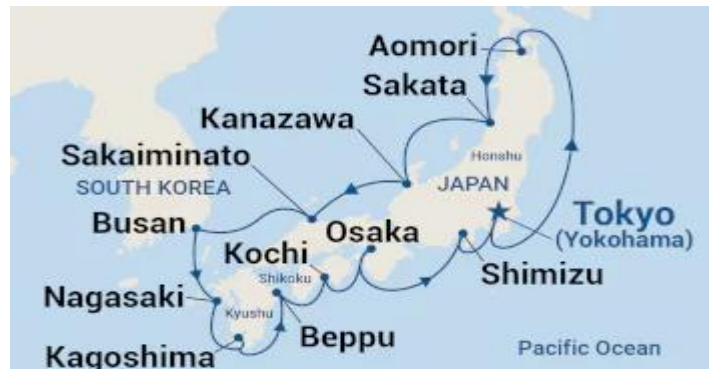 Aomori
Sakata
Kanazawa
Honshu
Sakaiminato
SOUTH KOREA
JAPAN
Busan
Osaka
Tokyo
(Yokohama)
Kochi
Shimizu
Shikoku
Nagasaki
Kyushu
Beppu
Kagoshima
Pacific Ocean